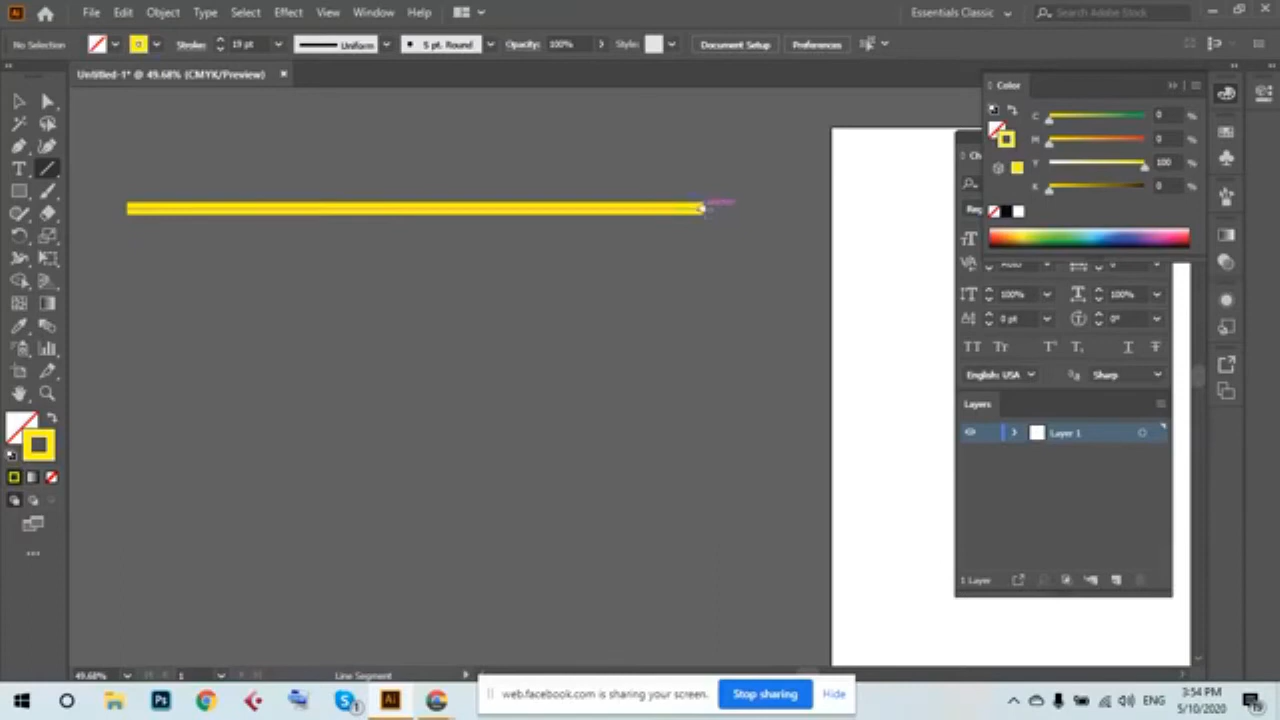 File Edit Object Type Select Effect View Window Help Essentials Classic Search Adobe Stock
No Selection Stroke: 19 pt Uniform 5 pt. Round Opacity: 100% Style: Document Setup Preferences
Untitled-1* @ 49.68% (CMYK/Preview)
Color
C 0 %
M 0 %
Y 100 %
K 0 %
Auto 0
100% 100%
0 pt 0°
English: USA Sharp
Layers
Layer 1
1 Layer
49.68% 1 Line Segment
web.facebook.com is sharing your screen. Stop sharing Hide
ENG
3:54 PM
5/10/2020